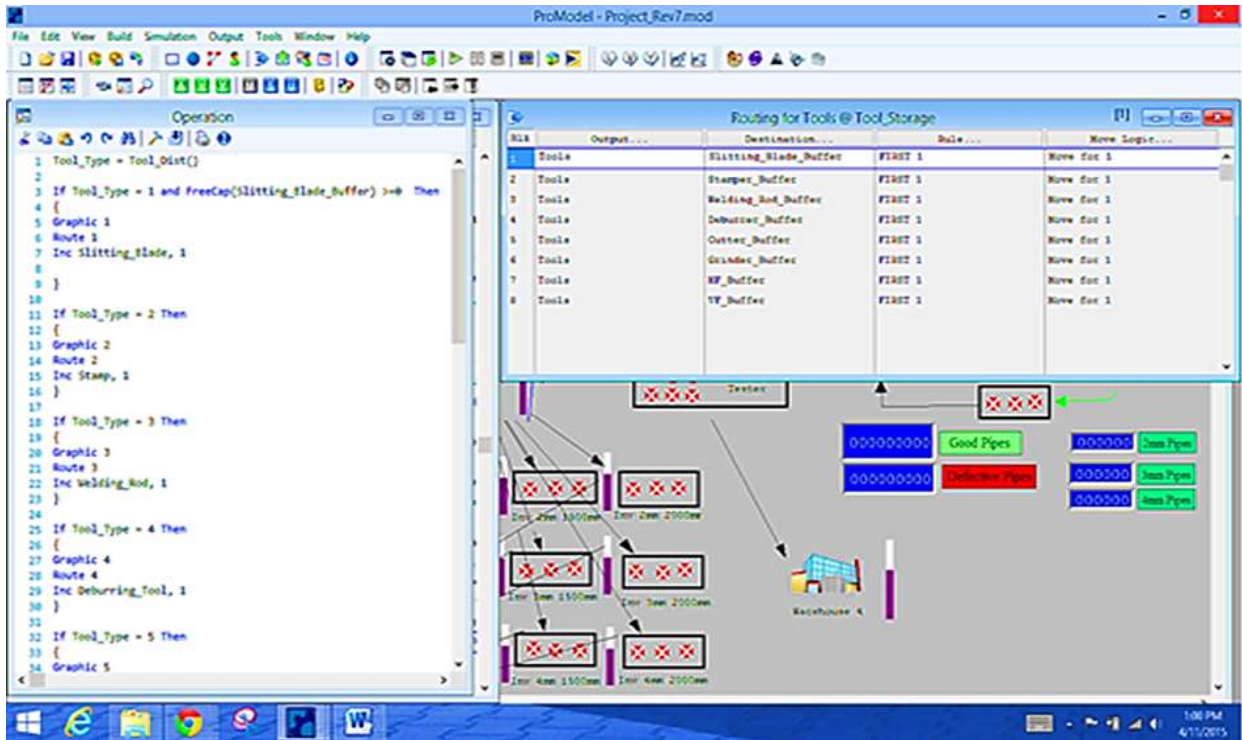 ProModel - Project_Rev7.mod
File Edit View Build Simulation Output Tools Window Help
Operation
1 Tool_Type = Tool_Dist()
2
3 If Tool_Type = 1 and FreeCap(Slitting_Blade_Buffer) >=0 Then
4 {
5 Graphic 1
6 Route 1
7 Inc Slitting_Blade, 1
8
9 }
10
11 If Tool_Type = 2 Then
12 {
13 Graphic 2
14 Route 2
15 Inc Stamp, 1
16 }
17
18 If Tool_Type = 3 Then
19 {
20 Graphic 3
21 Route 3
22 Inc Welding_Rod, 1
23 }
24
25 If Tool_Type = 4 Then
26 {
27 Graphic 4
28 Route 4
29 Inc Deburring_Tool, 1
30 }
31
32 If Tool_Type = 5 Then
33 {
34 Graphic 5
Routing for Tools @ Tool_Storage
[1]
Blk Output... Destination... Rule... Move Logic...
1 Tools Slitting_Blade_Buffer FIRST 1 Move for 1
2 Tools Stamper_Buffer FIRST 1 Move for 1
3 Tools Welding_Rod_Buffer FIRST 1 Move for 1
4 Tools Deburrer_Buffer FIRST 1 Move for 1
5 Tools Cutter_Buffer FIRST 1 Move for 1
6 Tools Grinder_Buffer FIRST 1 Move for 1
7 Tools HF_Buffer FIRST 1 Move for 1
8 Tools VF_Buffer FIRST 1 Move for 1
Tester
000000000 Good Pipes
000000000 Defective Pipes
000000 2mm Pipes
000000 3mm Pipes
000000 4mm Pipes
Inv 2mm 1500mm Inv 2mm 2000mm
Inv 3mm 1500mm Inv 3mm 2000mm
Inv 4mm 1500mm Inv 4mm 2000mm
Warehouse 4
1:00 PM
4/11/2015